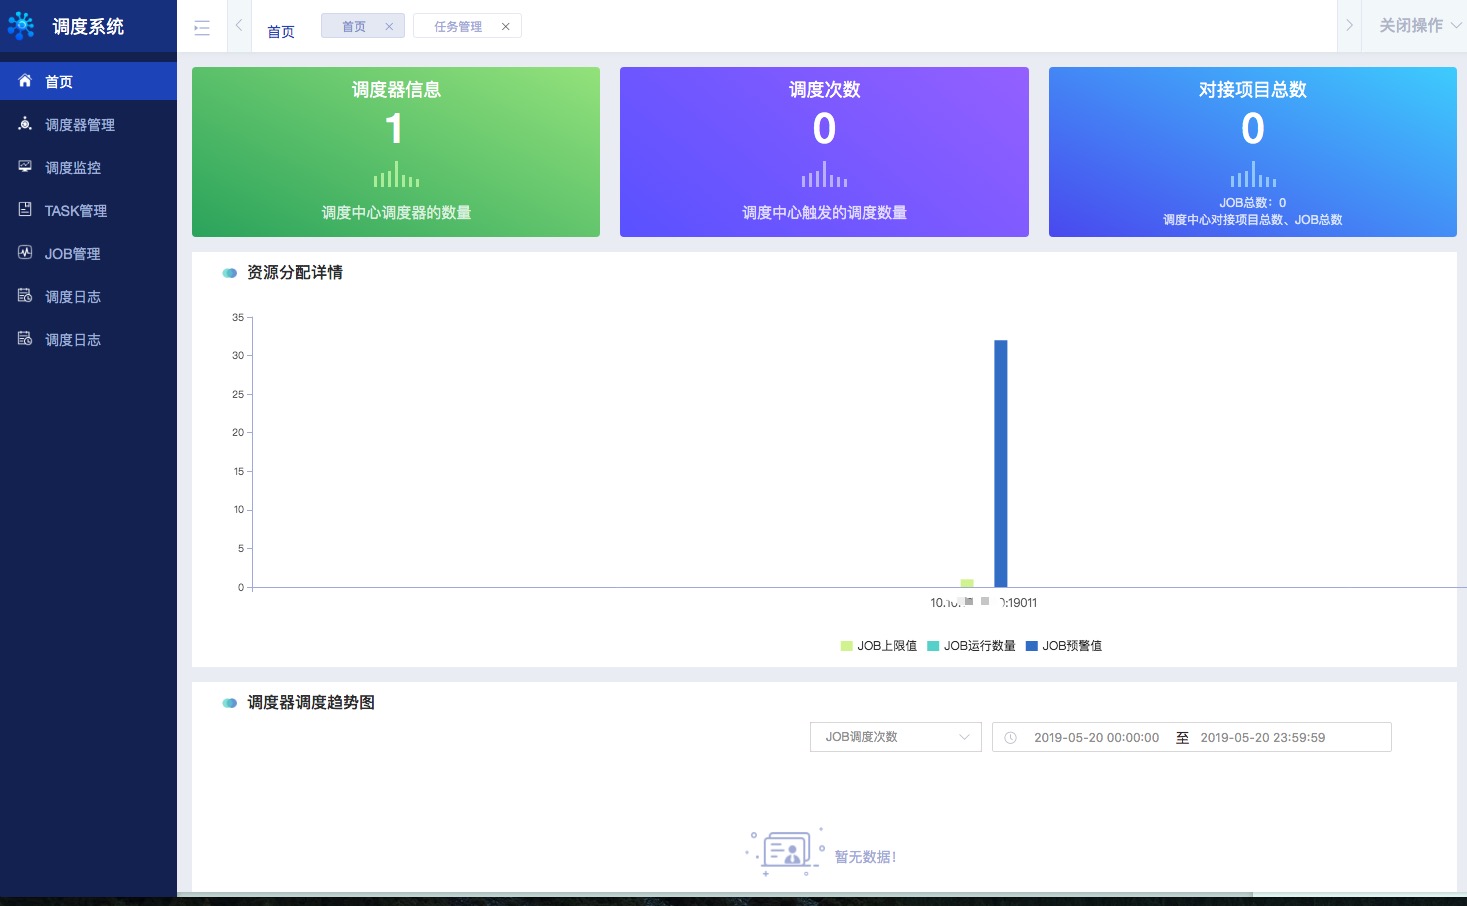 调度系统
首页
首页
任务管理
关闭操作
首页
调度器管理
调度监控
TASK管理
JOB管理
调度日志
调度日志
调度器信息
1
调度中心调度器的数量
调度次数
0
调度中心触发的调度数量
对接项目总数
0
JOB总数：0
调度中心对接项目总数、JOB总数
资源分配详情
35
30
25
20
15
10
5
0
:19011
JOB上限值
JOB运行数量
JOB预警值
调度器调度趋势图
JOB调度次数
2019-05-20 00:00:00 至 2019-05-20 23:59:59
暂无数据!